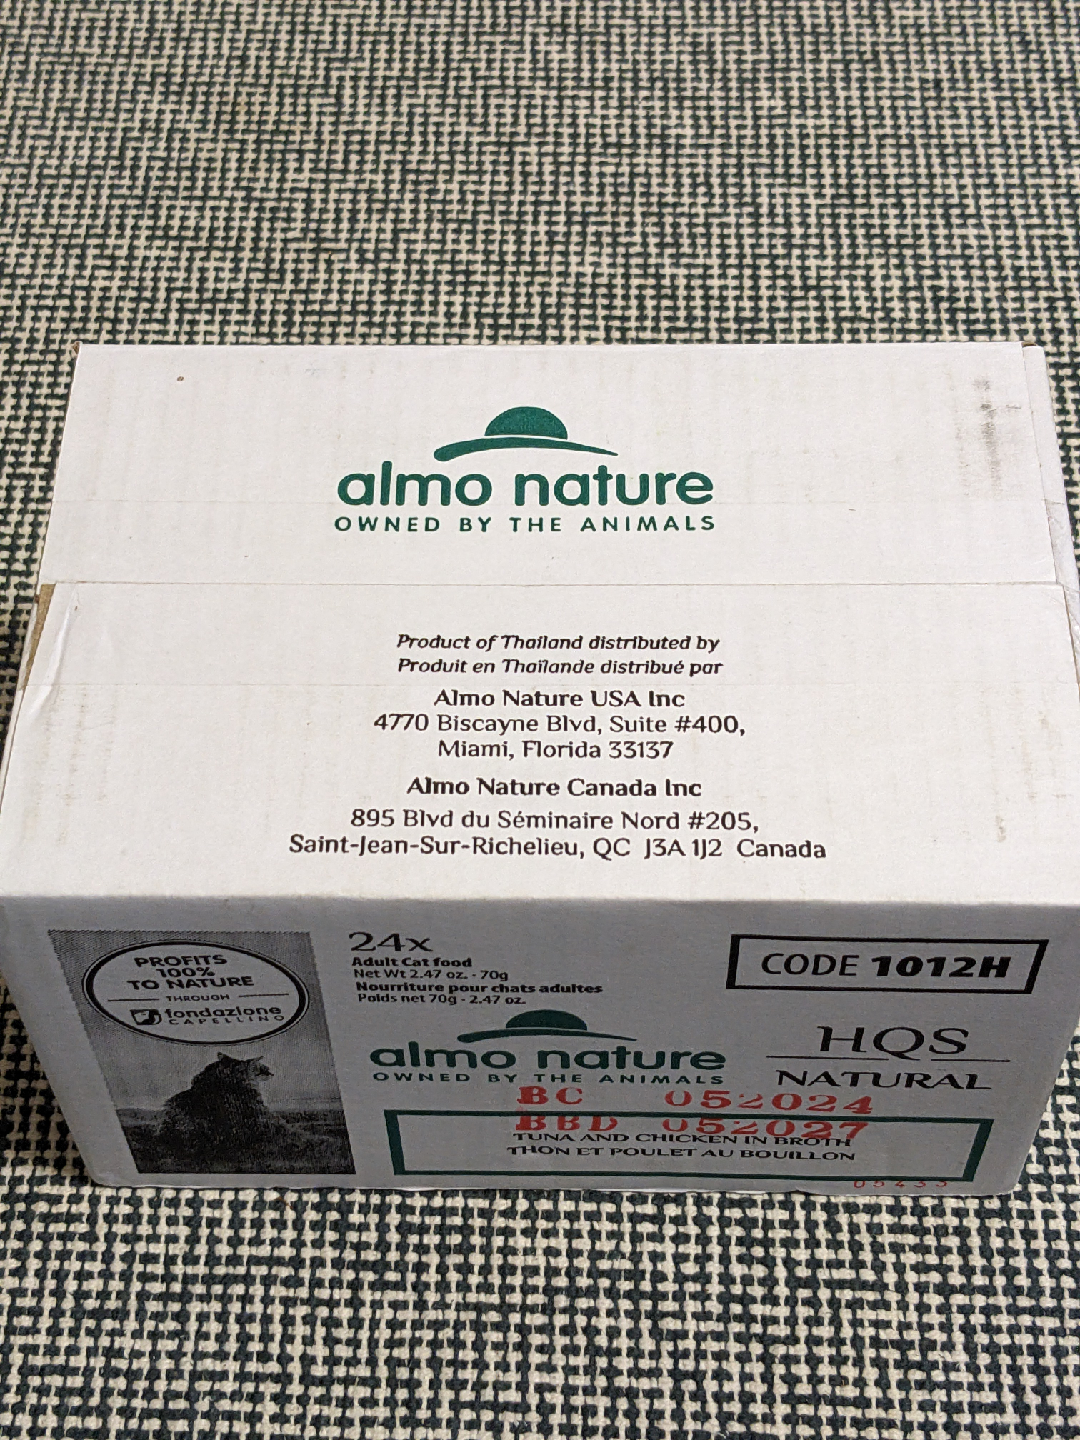 almo nature
OWNED BY THE ANIMALS
Product of Thailand distributed by
Produit en Thaïlande distribué par
Almo Nature USA Inc
4770 Biscayne Blvd, Suite #400,
Miami, Florida 33137
Almo Nature Canada Inc
895 Blvd du Séminaire Nord #205,
Saint-Jean-Sur-Richelieu, QC J3A 1J2 Canada
PROFITS
100%
TO NATURE
THROUGH
fondazione
CAPELLINO
24x
Adult Cat food
Net Wt 2.47 oz. - 70g
Nourriture pour chats adultes
Poids net 70g - 2.47 oz.
almo nature
OWNED BY THE ANIMALS
CODE 1012H
HQS
NATURAL
BC 052024
BBD 052027
TUNA AND CHICKEN IN BROTH
THON ET POULET AU BOUILLON